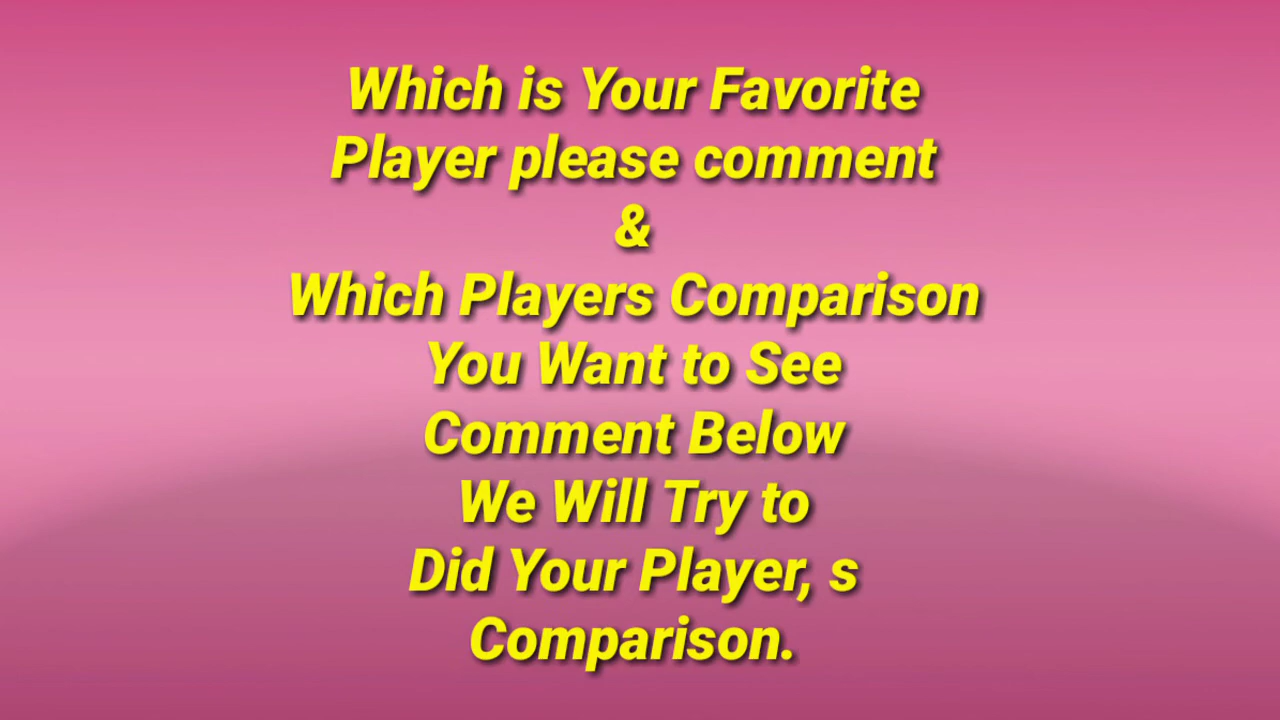 Which is Your Favorite
Player please comment
&
Which Players Comparison
You Want to See
Comment Below
We Will Try to
Did Your Player, s
Comparison.